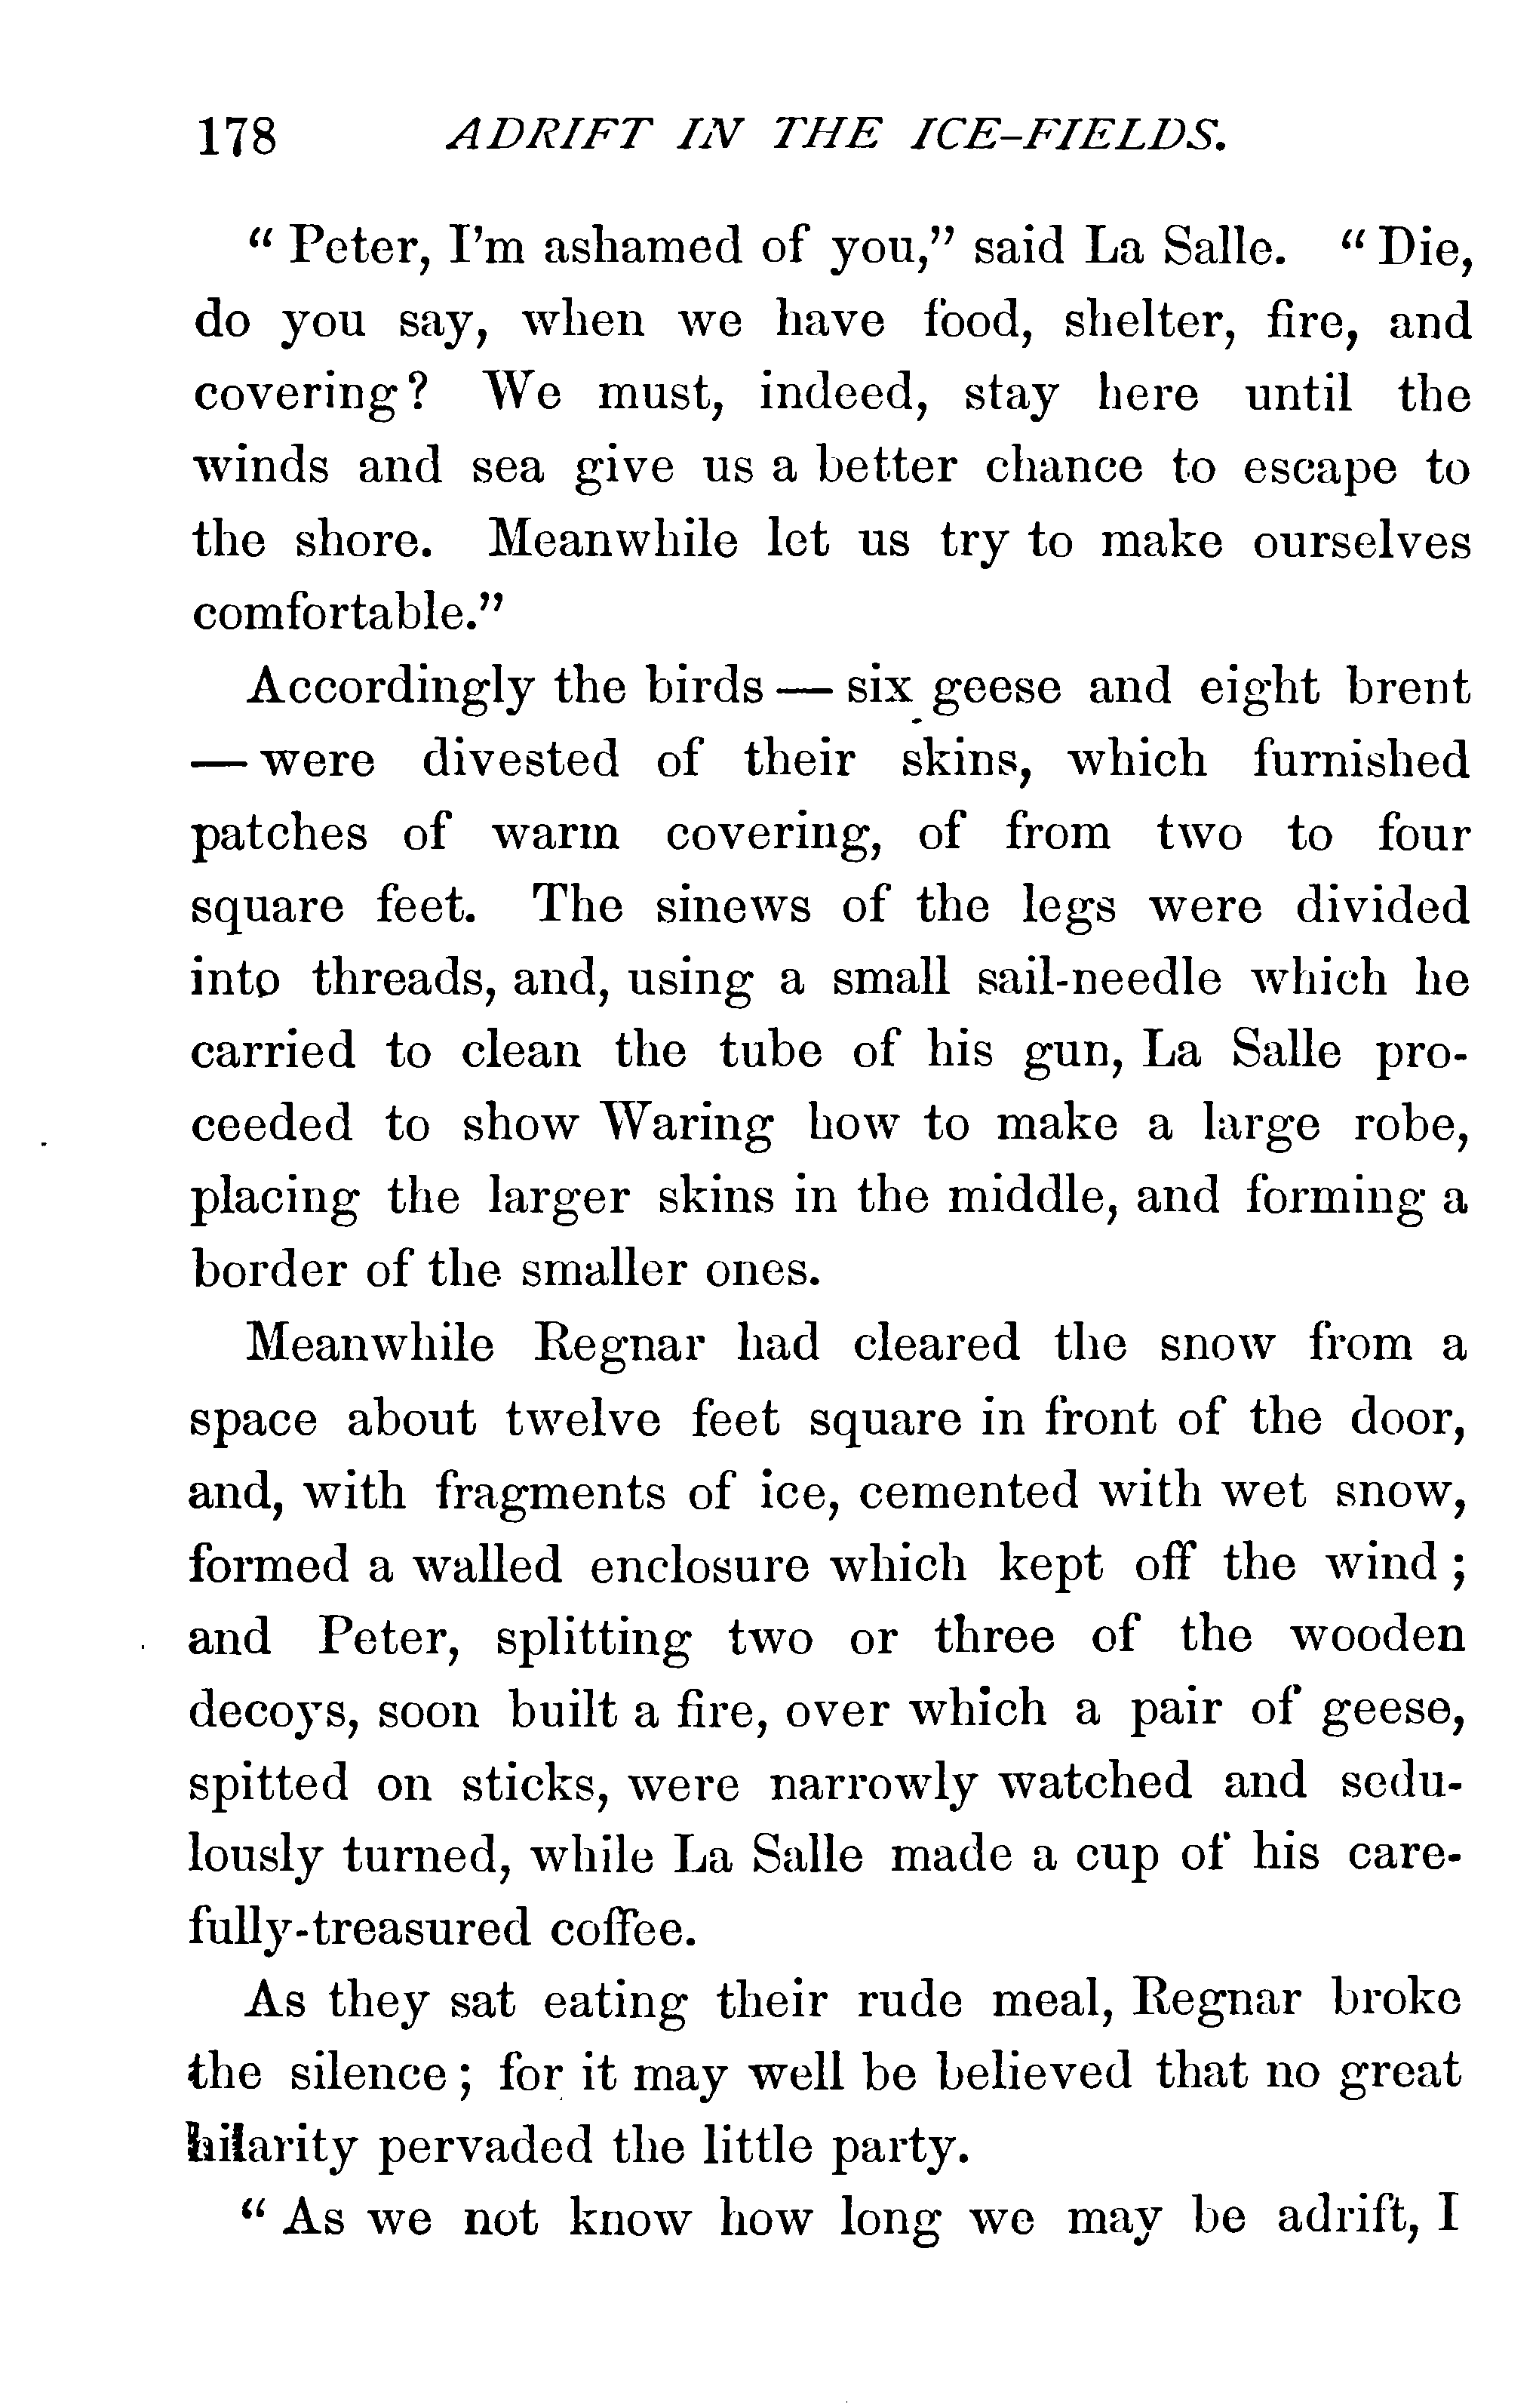 178 ADRIFT IN THE ICE-FIELDS.
“ Peter, I'm ashamed of you,” said La Salle. “ Die,
do you say, when we have food, shelter, fire, and
covering? We must, indeed, stay here until the
winds and sea give us a better chance to escape to
the shore. Meanwhile let us try to make ourselves
comfortable.”
Accordingly the birds — six geese and eight brent
— were divested of their skins, which furnished
patches of warm covering, of from two to four
square feet. The sinews of the legs were divided
into threads, and, using a small sail-needle which he
carried to clean the tube of his gun, La Salle pro-
ceeded to show Waring how to make a large robe,
placing the larger skins in the middle, and forming a
border of the smaller ones.
Meanwhile Regnar had cleared the snow from a
space about twelve feet square in front of the door,
and, with fragments of ice, cemented with wet snow,
formed a walled enclosure which kept off the wind ;
and Peter, splitting two or three of the wooden
decoys, soon built a fire, over which a pair of geese,
spitted on sticks, were narrowly watched and sedu-
lously turned, while La Salle made a cup of his care-
fully-treasured coffee.
As they sat eating their rude meal, Regnar broke
the silence ; for it may well be believed that no great
hilarity pervaded the little party.
“ As we not know how long we may be adrift, I